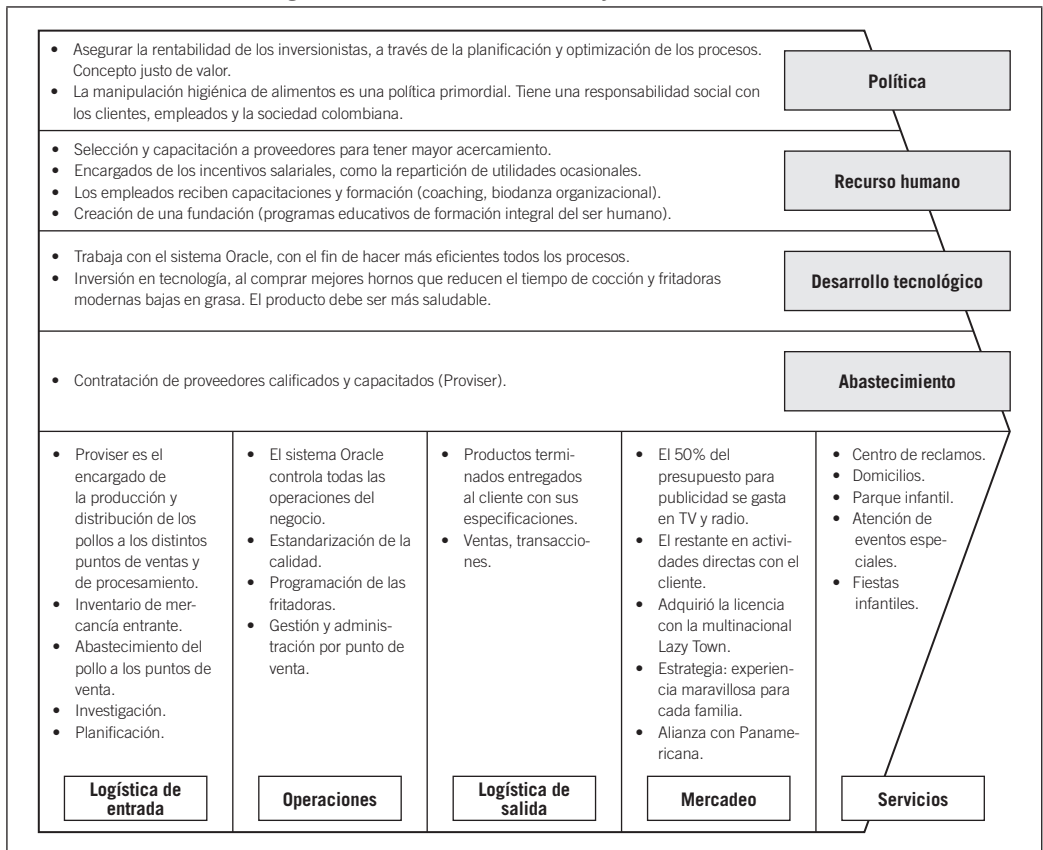 • Asegurar la rentabilidad de los inversionistas, a través de la planificación y optimización de los procesos.
Concepto justo de valor.
• La manipulación higiénica de alimentos es una política primordial. Tiene una responsabilidad social con
los clientes, empleados y la sociedad colombiana.
Política
• Selección y capacitación a proveedores para tener mayor acercamiento.
• Encargados de los incentivos salariales, como la repartición de utilidades ocasionales.
• Los empleados reciben capacitaciones y formación (coaching, biodanza organizacional).
• Creación de una fundación (programas educativos de formación integral del ser humano).
Recurso humano
• Trabaja con el sistema Oracle, con el fin de hacer más eficientes todos los procesos.
• Inversión en tecnología, al comprar mejores hornos que reducen el tiempo de cocción y fritadoras
modernas bajas en grasa. El producto debe ser más saludable.
Desarrollo tecnológico
• Contratación de proveedores calificados y capacitados (Proviser).
Abastecimiento
• Proviser es el
encargado de
la producción y
distribución de los
pollos a los distintos
puntos de ventas y
de procesamiento.
• Inventario de mer-
cancía entrante.
• Abastecimiento del
pollo a los puntos de
venta.
• Investigación.
• Planificación.
Logística de
entrada
• El sistema Oracle
controla todas las
operaciones del
negocio.
• Estandarización de la
calidad.
• Programación de las
fritadoras.
• Gestión y adminis-
tración por punto de
venta.
Operaciones
• Productos termi-
nados entregados
al cliente con sus
especificaciones.
• Ventas, transaccio-
nes.
Logística de
salida
• El 50% del
presupuesto para
publicidad se gasta
en TV y radio.
• El restante en activi-
dades directas con el
cliente.
• Adquirió la licencia
con la multinacional
Lazy Town.
• Estrategia: experien-
cia maravillosa para
cada familia.
• Alianza con Paname-
ricana.
Mercadeo
• Centro de reclamos.
• Domicilios.
• Parque infantil.
• Atención de
eventos espe-
ciales.
• Fiestas
infantiles.
Servicios